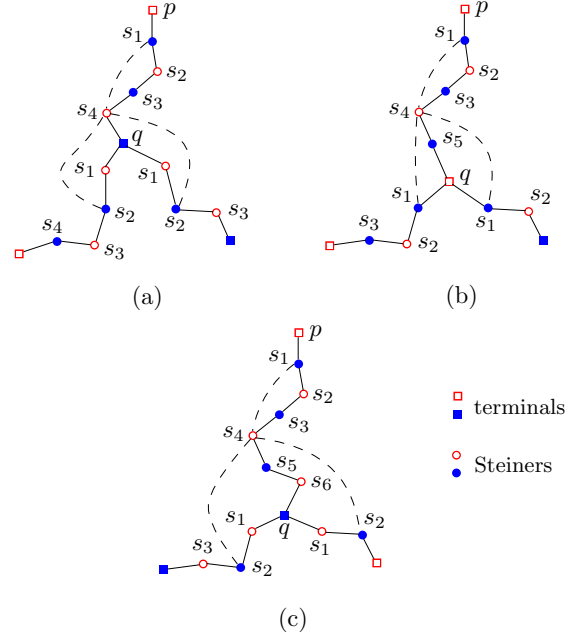 p
s₁
s₂
s₃
s₄
q
s₁
s₁
s₂
s₂
s₃
s₄
s₃
(a)
p
s₁
s₂
s₃
s₄
s₅
q
s₁
s₁
s₂
s₃
s₂
(b)
p
s₁
s₂
s₃
s₄
s₅
s₆
s₁
q
s₁
s₂
s₃
s₂
(c)
terminals
Steiners